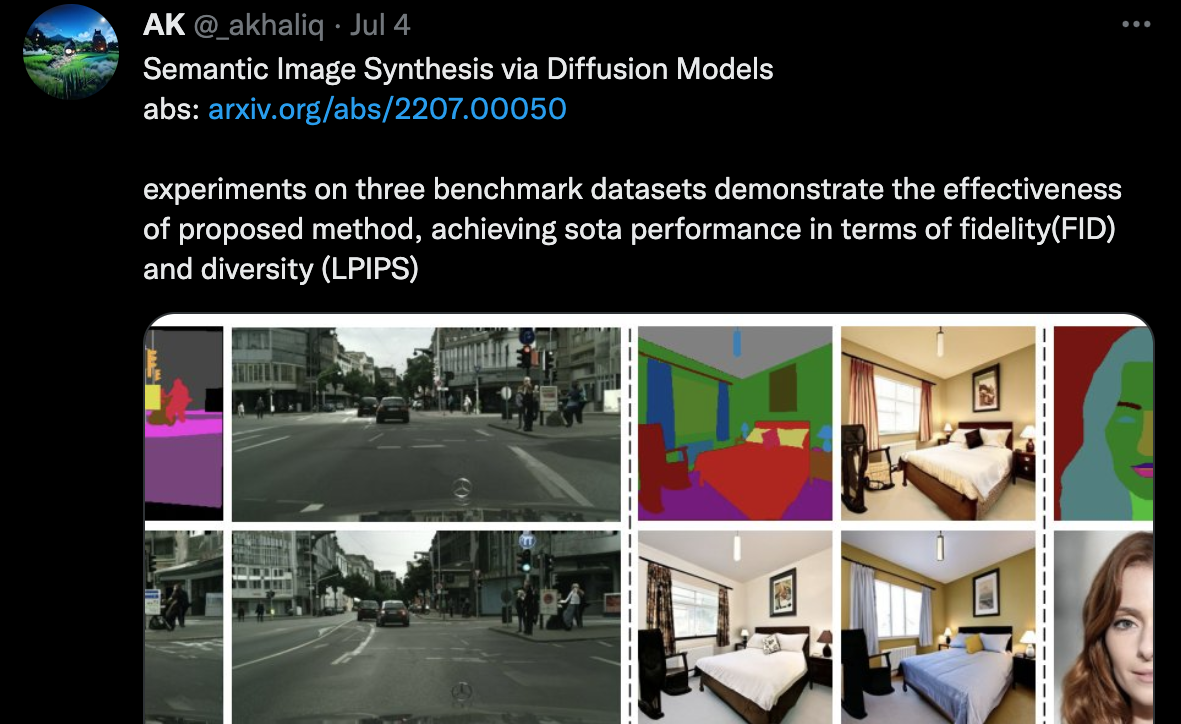 AK @_akhaliq · Jul 4
Semantic Image Synthesis via Diffusion Models
abs: arxiv.org/abs/2207.00050
experiments on three benchmark datasets demonstrate the effectiveness
of proposed method, achieving sota performance in terms of fidelity(FID)
and diversity (LPIPS)